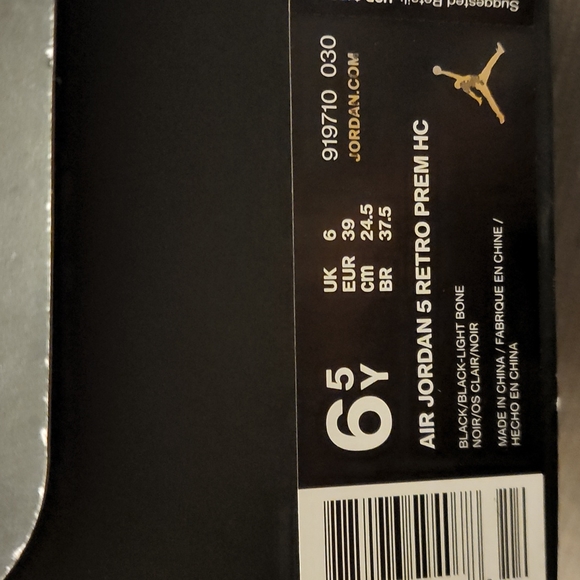 Suggested Retail:
919710 030
JORDAN.COM
UK 6
EUR 39
cm 24.5
BR 37.5
6 5 Y
AIR JORDAN 5 RETRO PREM HC
BLACK/BLACK-LIGHT BONE
NOIR/OS CLAIR/NOIR
MADE IN CHINA / FABRIQUE EN CHINE /
HECHO EN CHINA